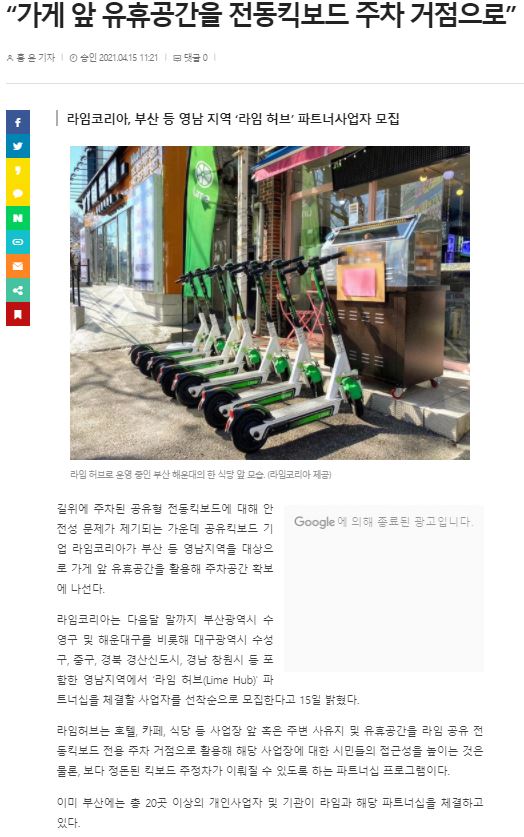 “가게 앞 유휴공간을 전동킥보드 주차 거점으로”
홍 윤 기자 | 승인 2021.04.15 11:21 | 댓글 0
라임코리아, 부산 등 영남 지역 ‘라임 허브’ 파트너사업자 모집
라임 허브로 운영 중인 부산 해운대의 한 식당 앞 모습. (라임코리아 제공)
길위에 주차된 공유형 전동킥보드에 대해 안
전성 문제가 제기되는 가운데 공유킥보드 기
업 라임코리아가 부산 등 영남지역을 대상으
로 가게 앞 유휴공간을 활용해 주차공간 확보
에 나선다.
Google에 의해 종료된 광고입니다.
라임코리아는 다음달 말까지 부산광역시 수
영구 및 해운대구를 비롯해 대구광역시 수성
구, 중구, 경북 경산신도시, 경남 창원시 등 포
함한 영남지역에서 ‘라임 허브(Lime Hub)’ 파
트너십을 체결할 사업자를 선착순으로 모집한다고 15일 밝혔다.
라임허브는 호텔, 카페, 식당 등 사업장 앞 혹은 주변 사유지 및 유휴공간을 라임 공유 전
동킥보드 전용 주차 거점으로 활용해 해당 사업장에 대한 시민들의 접근성을 높이는 것은
물론, 보다 정돈된 킥보드 주정차가 이뤄질 수 있도록 하는 파트너십 프로그램이다.
이미 부산에는 총 20곳 이상의 개인사업자 및 기관이 라임과 해당 파트너십을 체결하고
있다.